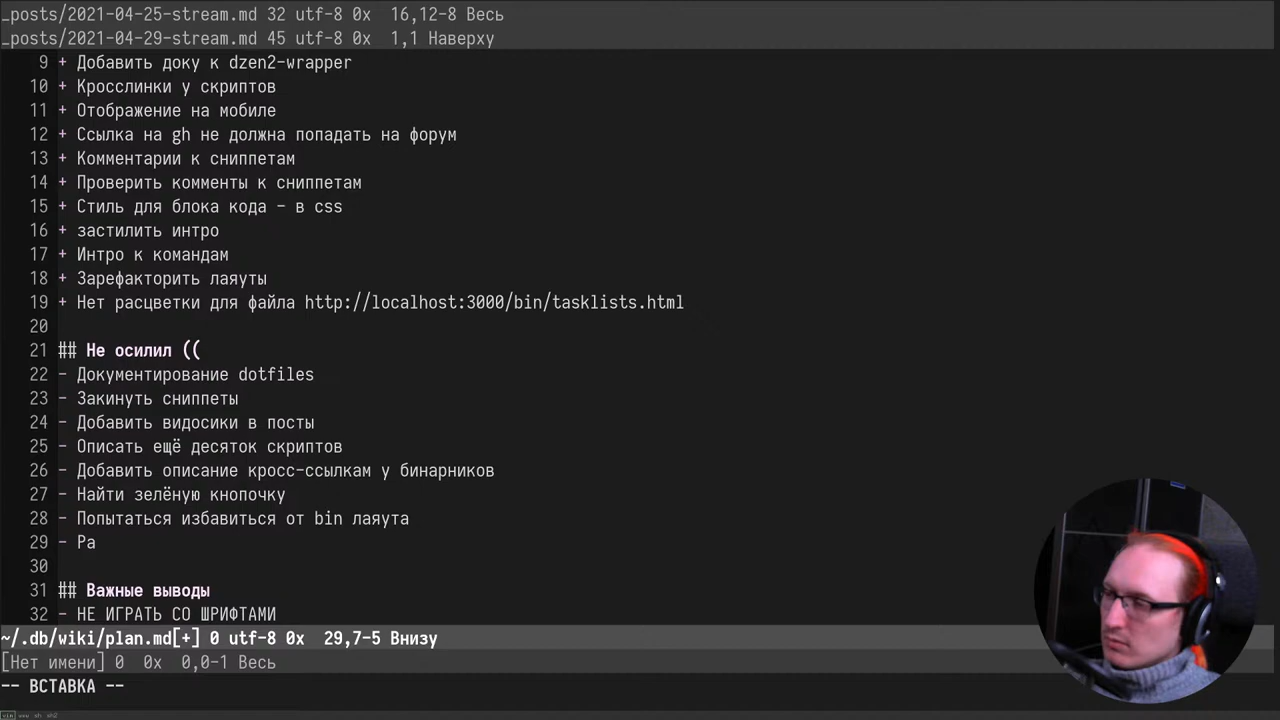 _posts/2021-04-25-stream.md 32 utf-8 0x  16,12-8 Весь
_posts/2021-04-29-stream.md 45 utf-8 0x  1,1 Наверху
9 + Добавить доку к dzen2-wrapper
10 + Кросслинки у скриптов
11 + Отображение на мобиле
12 + Ссылка на gh не должна попадать на форум
13 + Комментарии к сниппетам
14 + Проверить комменты к сниппетам
15 + Стиль для блока кода - в css
16 + застилить интро
17 + Интро к командам
18 + Зарефакторить лаяуты
19 + Нет расцветки для файла http://localhost:3000/bin/tasklists.html
20
21 ## Не осилил ((
22 - Документирование dotfiles
23 - Закинуть сниппеты
24 - Добавить видосики в посты
25 - Описать ещё десяток скриптов
26 - Добавить описание кросс-ссылкам у бинарников
27 - Найти зелёную кнопочку
28 - Попытаться избавиться от bin лаяута
29 - Ра
30
31 ## Важные выводы
32 - НЕ ИГРАТЬ СО ШРИФТАМИ
~/.db/wiki/plan.md[+] 0 utf-8 0x  29,7-5 Внизу
[Нет имени] 0  0x  0,0-1 Весь
-- ВСТАВКА --